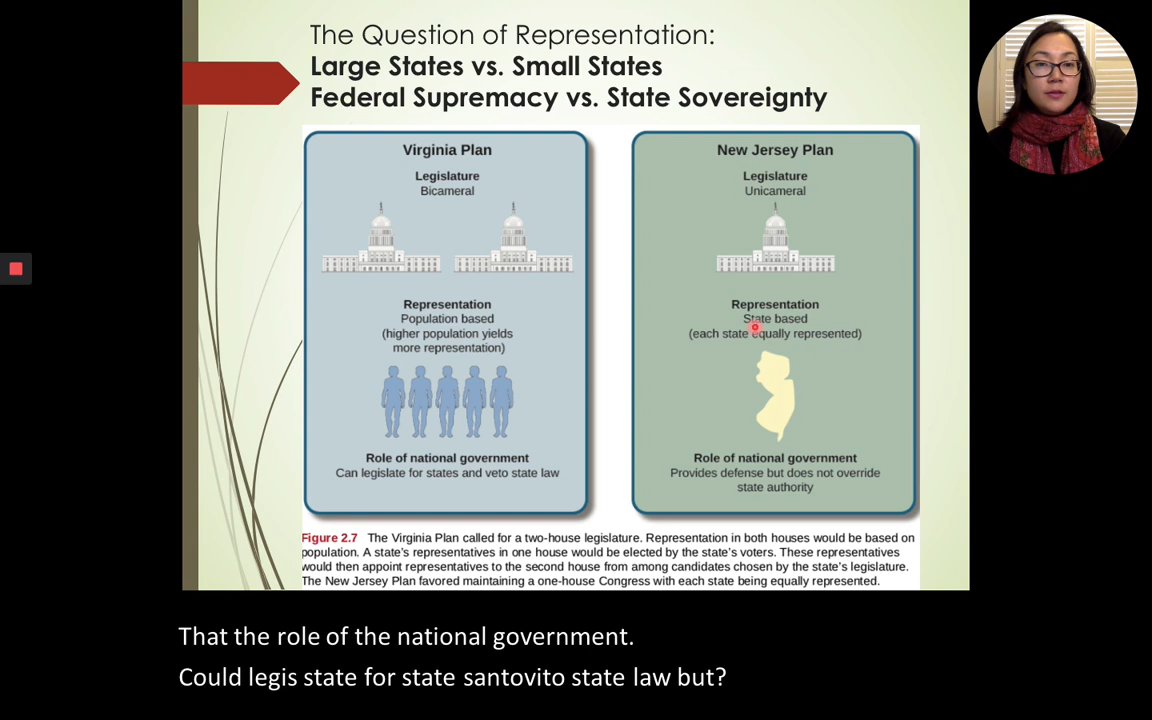 The Question of Representation:
Large States vs. Small States
Federal Supremacy vs. State Sovereignty
Virginia Plan
Legislature
Bicameral
Representation
Population based
(higher population yields
more representation)
Role of national government
Can legislate for states and veto state law
New Jersey Plan
Legislature
Unicameral
Representation
State based
(each state equally represented)
Role of national government
Provides defense but does not override
state authority
Figure 2.7 The Virginia Plan called for a two-house legislature. Representation in both houses would be based on
population. A state's representatives in one house would be elected by the state's voters. These representatives
would then appoint representatives to the second house from among candidates chosen by the state's legislature.
The New Jersey Plan favored maintaining a one-house Congress with each state being equally represented.
That the role of the national government.
Could legis state for state santovito state law but?